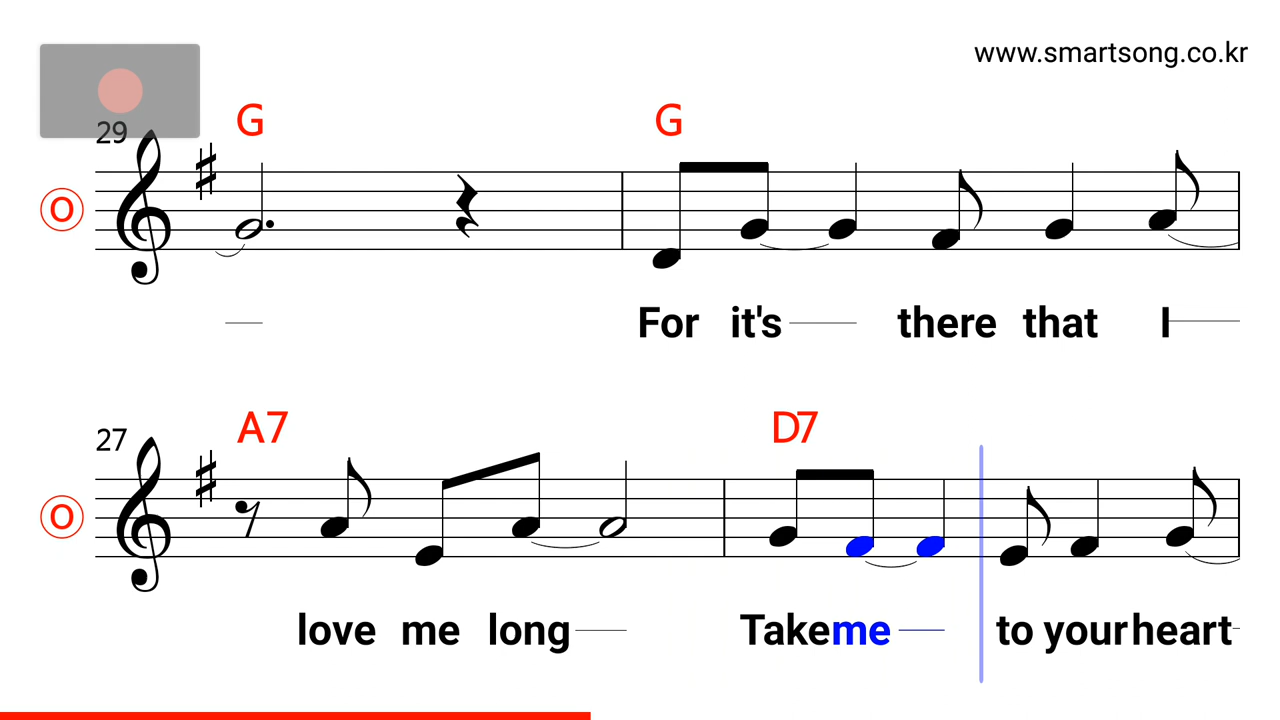 www.smartsong.co.kr
29 G G
O
For it's there that I
27 A7 D7
O
love me long Take me to your heart